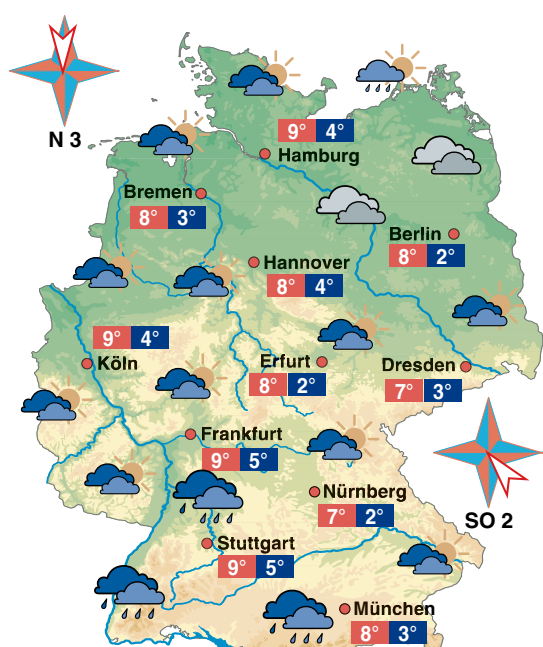 N 3
9° 4°
Hamburg
Bremen
8° 3°
Berlin
8° 2°
Hannover
8° 4°
9° 4°
Köln
Erfurt
8° 2°
Dresden
7° 3°
Frankfurt
9° 5°
Nürnberg
7° 2°
SO 2
Stuttgart
9° 5°
München
8° 3°